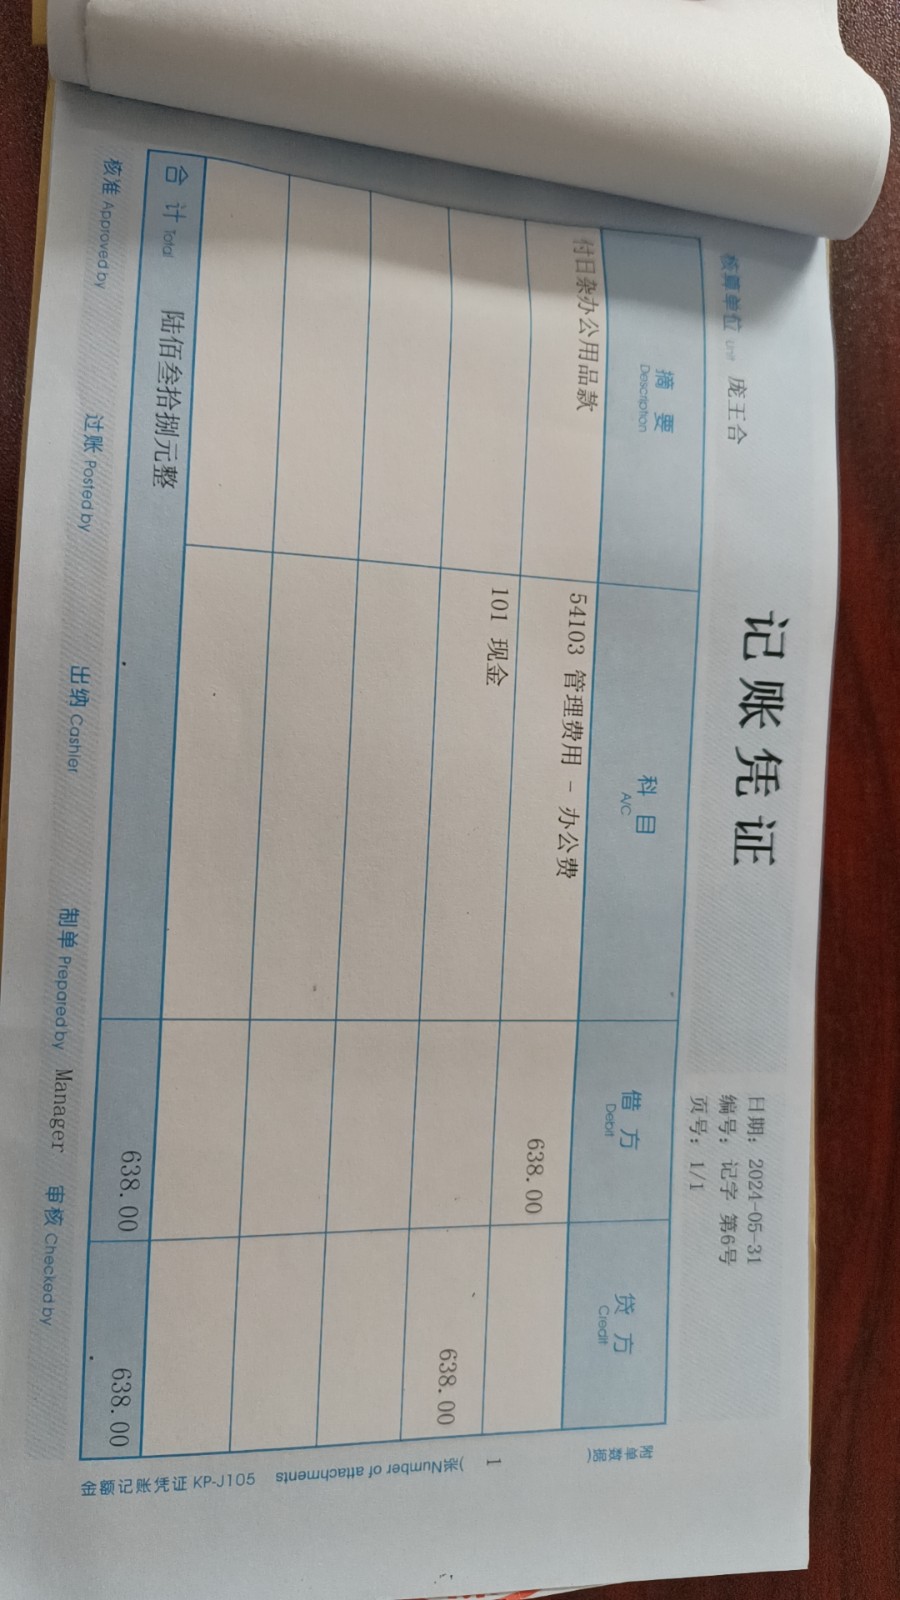 记账凭证
核算单位 Unit 庞王合
日期：2024-05-31
编号：记字 第6号
页号：1/1
摘要 科目 借方 贷方
Description A/C Debit Credit
付日杂办公用品款 54103 管理费用 - 办公费 638.00
101 现金 638.00
合计 Total 陆佰叁拾捌元整 638.00 638.00
核准 Approved by 过账 Posted by 出纳 Cashier 制单 Prepared by Manager 审核 Checked by
附单数据( 1 )张 Number of attachments
金额记账凭证 KP-J105